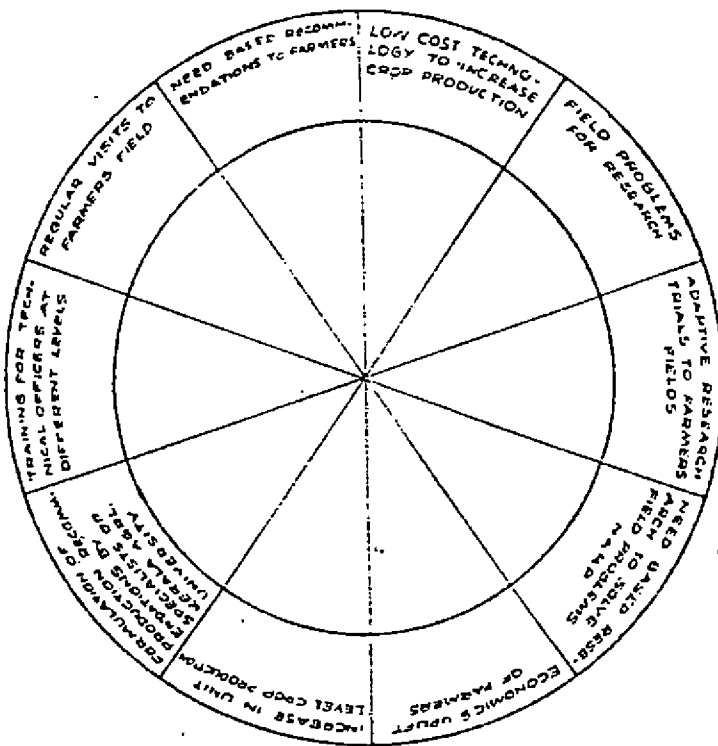 LOW COST TECHNO-
LOGY TO INCREASE
CROP PRODUCTION
FIELD PROBLEMS
FOR RESEARCH
ADAPTIVE RESEARCH
TRIALS TO FARMERS
FIELDS
NEED BASED RESE-
ARCH TO SOLVE
FIELD PROBLEMS
ECONOMICS UPLIFT
OF FARMERS
INCREASE IN UNIT
LEVEL CROP PRODUCTION
FORMULATION OF
PRODUCTION RECOMM.
ENDATIONS BY
SPECIALISTS OF
KERALA AGRL.
UNIVERSITY
TRAINING FOR TECH-
NICAL OFFICERS AT
DIFFERENT LEVELS
REGULAR VISITS TO
FARMERS FIELD
NEED BASED RECOMM-
ENDATIONS TO FARMERS